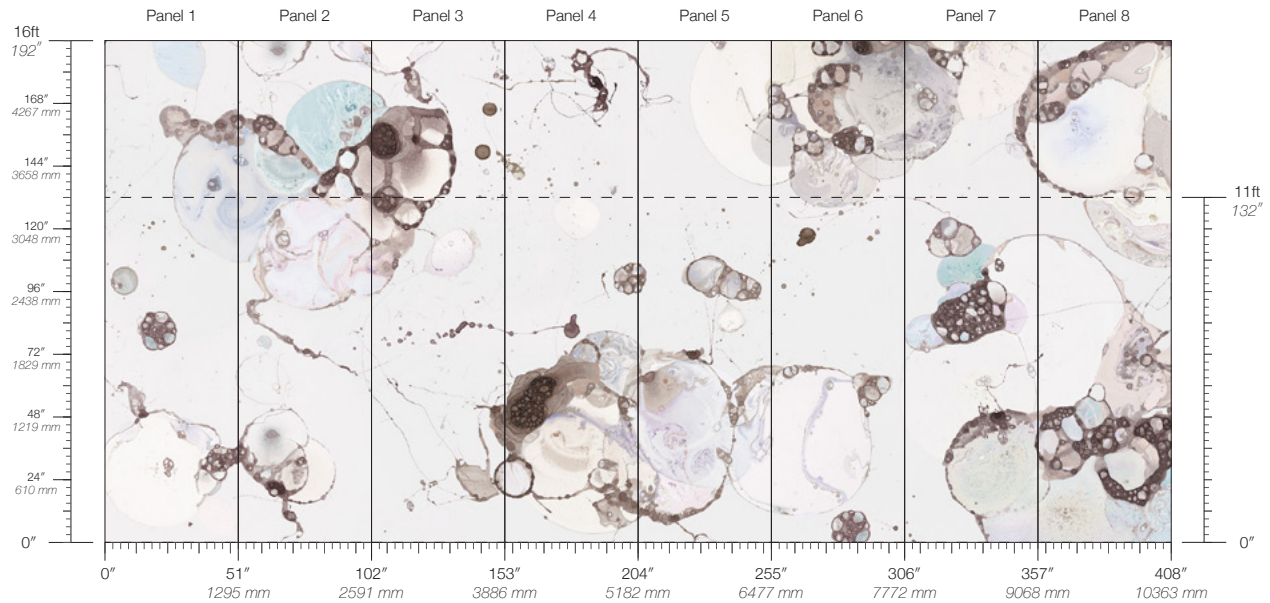 Panel 1 Panel 2 Panel 3 Panel 4 Panel 5 Panel 6 Panel 7 Panel 8
16ft
192″
168″
4267 mm
144″
3658 mm
11ft
132″
120″
3048 mm
96″
2438 mm
72″
1829 mm
48″
1219 mm
24″
610 mm
0″ 0″
0″ 51″ 102″ 153″ 204″ 255″ 306″ 357″ 408″
1295 mm 2591 mm 3886 mm 5182 mm 6477 mm 7772 mm 9068 mm 10363 mm